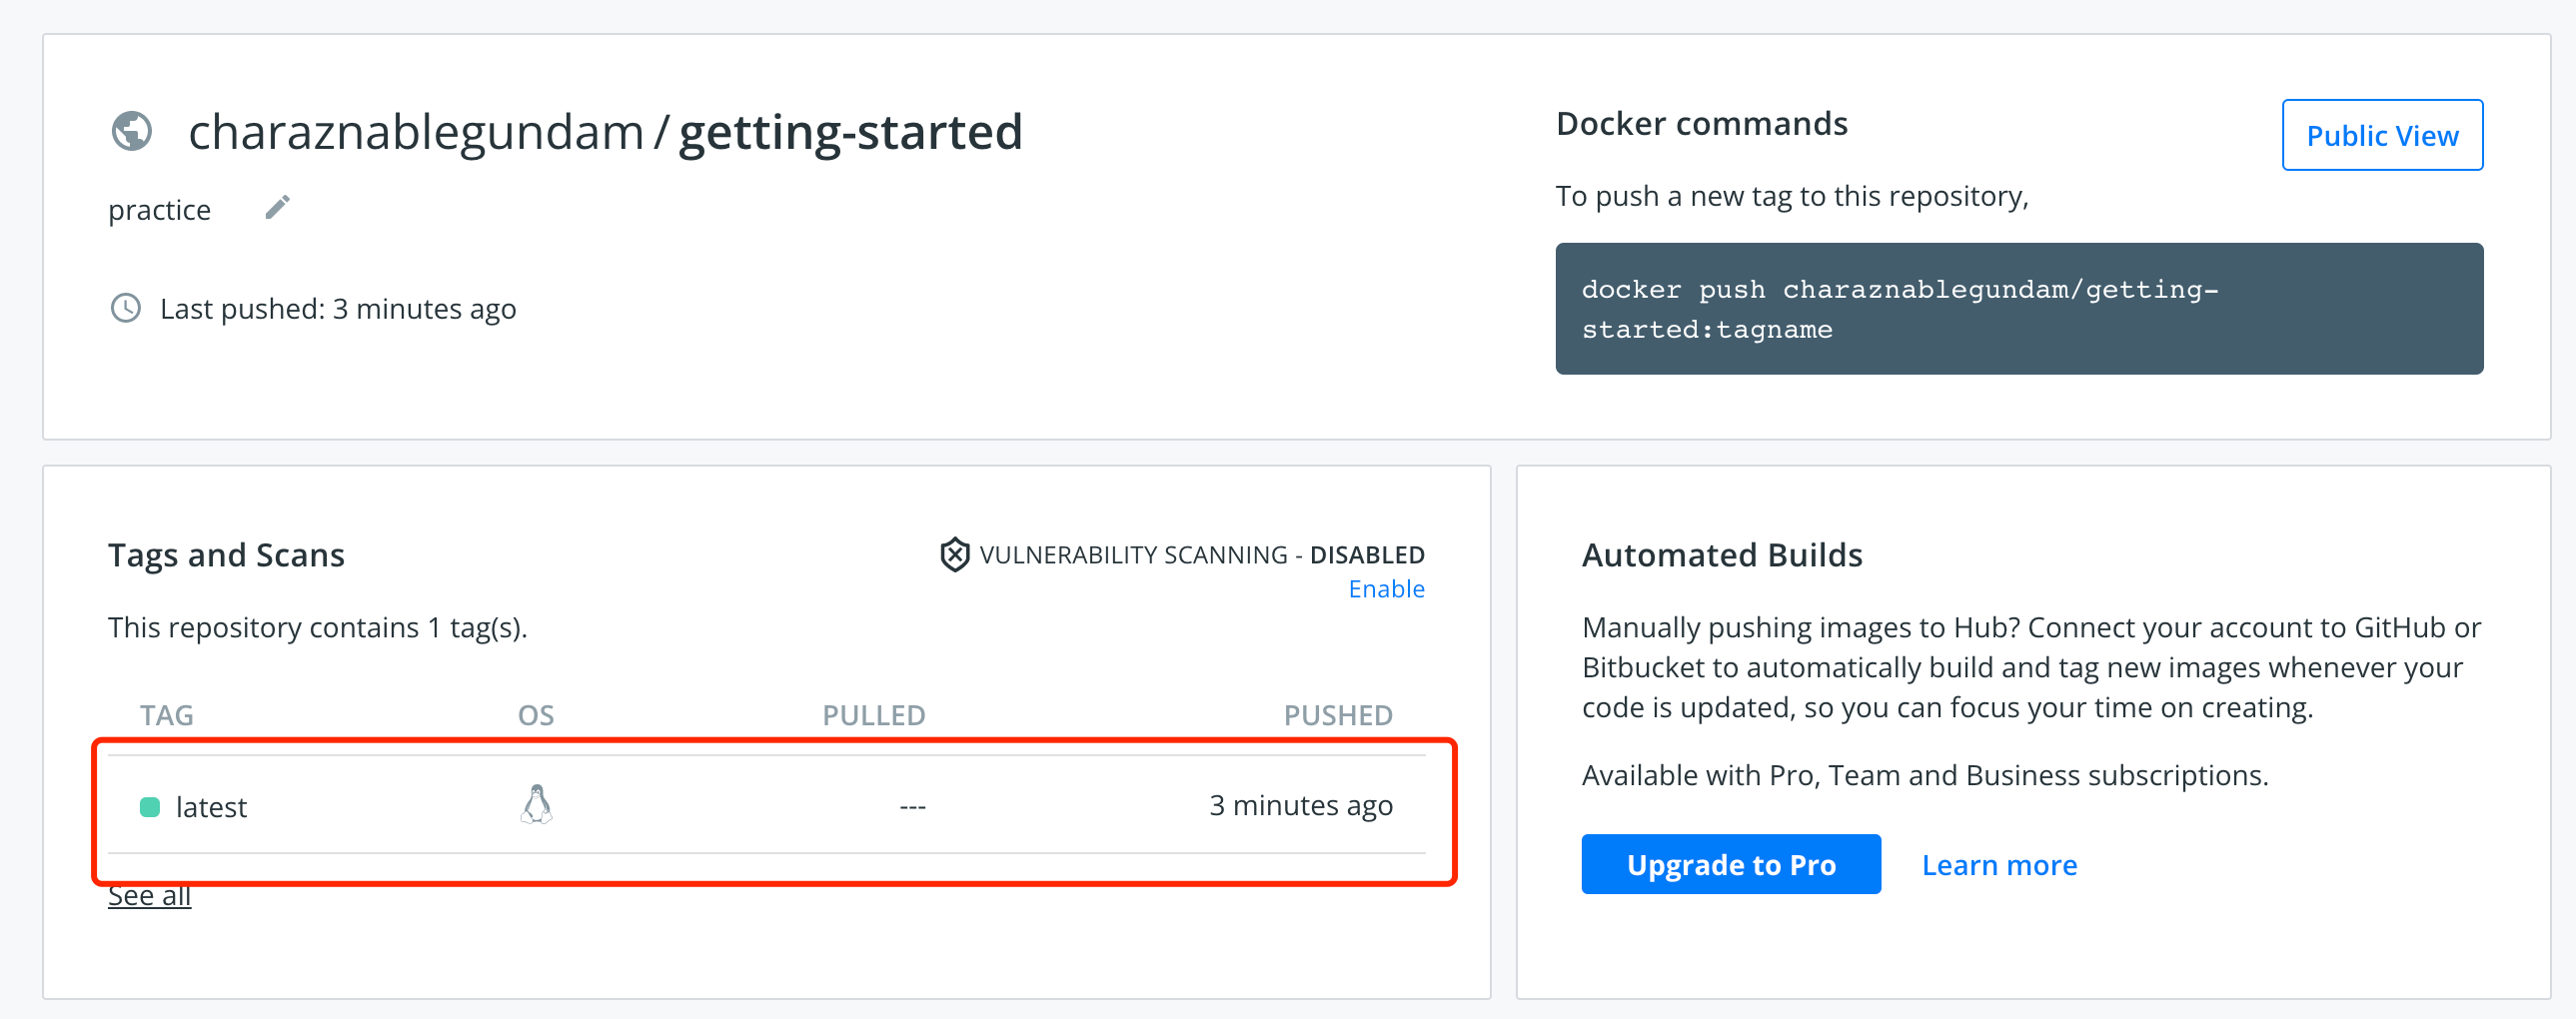 charaznablegundam / getting-started
practice
Last pushed: 3 minutes ago
Docker commands
Public View
To push a new tag to this repository,
docker push charaznablegundam/getting-
started:tagname
Tags and Scans
VULNERABILITY SCANNING - DISABLED
Enable
This repository contains 1 tag(s).
TAG OS PULLED PUSHED
latest --- 3 minutes ago
See all
Automated Builds
Manually pushing images to Hub? Connect your account to GitHub or
Bitbucket to automatically build and tag new images whenever your
code is updated, so you can focus your time on creating.
Available with Pro, Team and Business subscriptions.
Upgrade to Pro Learn more